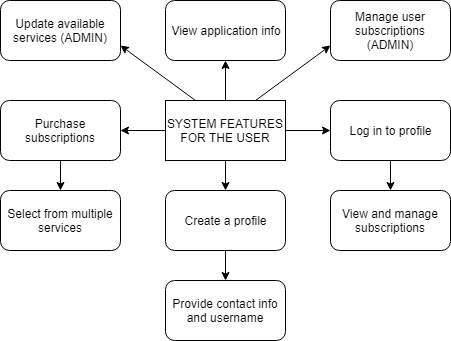 Update available
services (ADMIN)
View application info
Manage user
subscriptions
(ADMIN)
Purchase
subscriptions
SYSTEM FEATURES
FOR THE USER
Log in to profile
Select from multiple
services
Create a profile
View and manage
subscriptions
Provide contact info
and username